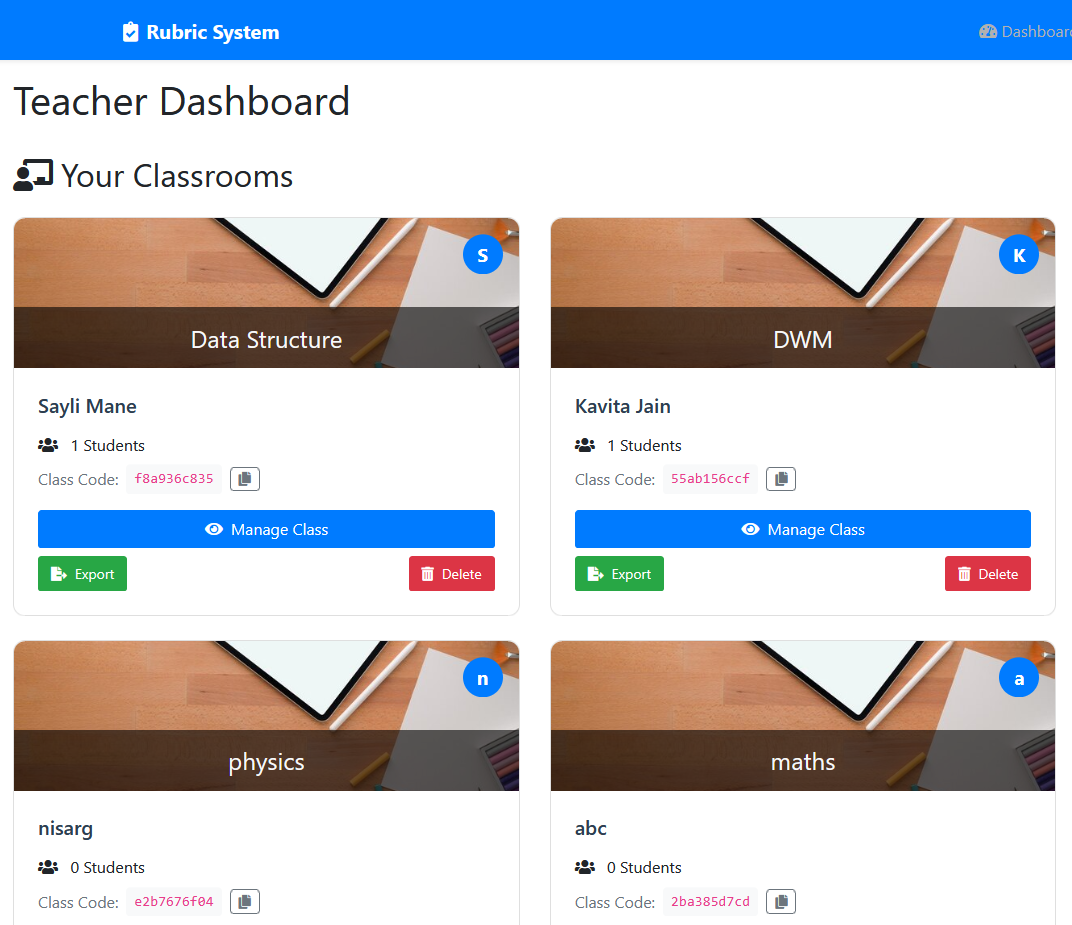 Rubric System
Dashboar
Teacher Dashboard
Your Classrooms
S
Data Structure
Sayli Mane
1 Students
Class Code: f8a936c835
Manage Class
Export
Delete
K
DWM
Kavita Jain
1 Students
Class Code: 55ab156ccf
Manage Class
Export
Delete
n
physics
nisarg
0 Students
Class Code: e2b7676f04
a
maths
abc
0 Students
Class Code: 2ba385d7cd